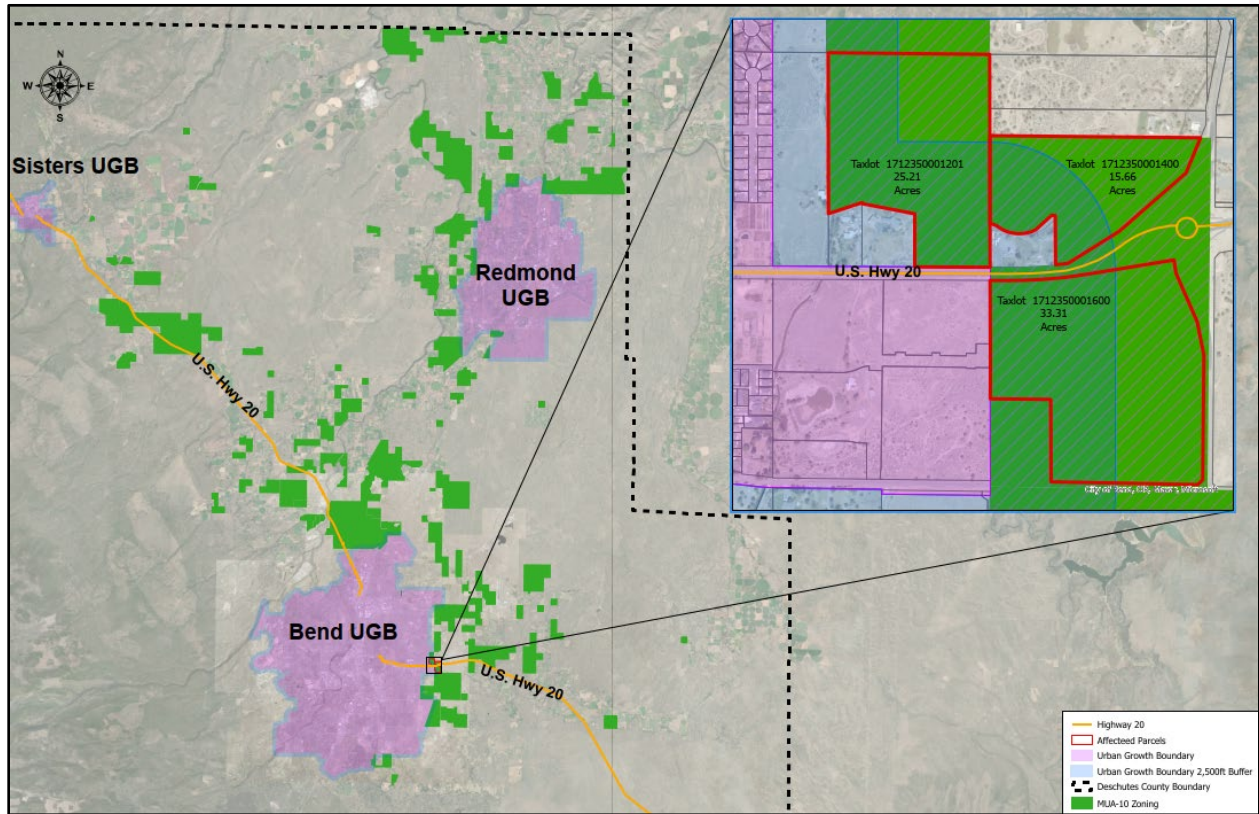 N
W E
S
Sisters UGB
Redmond
UGB
U.S. Hwy 20
Bend UGB
U.S. Hwy 20
Taxlot 1712350001201
25.21
Acres
Taxlot 1712350001400
15.66
Acres
U.S. Hwy 20
Taxlot 1712350001600
33.31
Acres
Highway 20
Affecteed Parcels
Urban Growth Boundary
Urban Growth Boundary 2,500ft Buffer
Deschutes County Boundary
MUA-10 Zoning